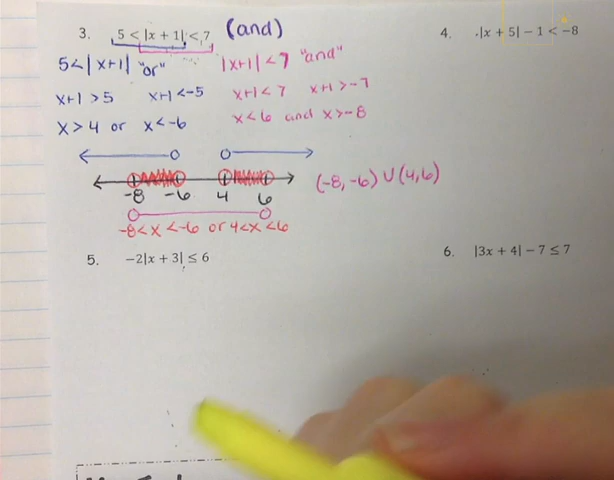 3. 5 < |x + 1| < 7 (and)
5 < |x+1| "or" |x+1| < 7 "and"
x+1 > 5 x+1 < -5 x+1 < 7 x+1 > -7
x > 4 or x < -6 x < 6 and x > -8
-8 -6 4 6 (-8, -6) ∪ (4, 6)
-8 < x < -6 or 4 < x < 6
4. |x + 5| − 1 < −8
5. −2|x + 3| ≤ 6
6. |3x + 4| − 7 ≤ 7